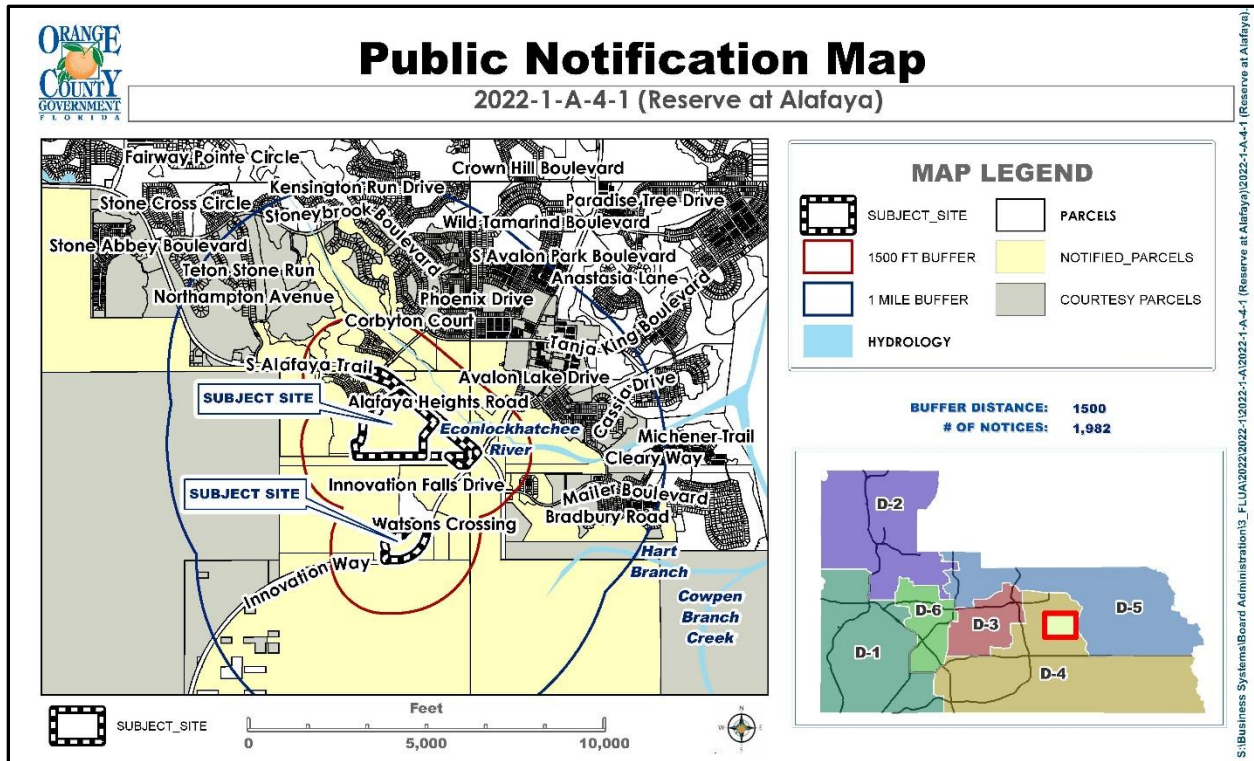 ORANGE
COUNTY
GOVERNMENT
FLORIDA
Public Notification Map
2022-1-A-4-1 (Reserve at Alafaya)
Fairway Pointe Circle
Crown Hill Boulevard
Kensington Run Drive
Stone Cross Circle
Paradise Tree Drive
Stoneybrook Boulevard
Wild Tamarind Boulevard
Stone Abbey Boulevard
S Avalon Park Boulevard
Teton Stone Run
Anastasia Lane
Northampton Avenue
Phoenix Drive
Corbyton Court
Tanja King Boulevard
S Alafaya Trail
Avalon Lake Drive
SUBJECT SITE
Alafaya Heights Road
Cassia Drive
Econlockhatchee
River
Michener Trail
Cleary Way
SUBJECT SITE
Innovation Falls Drive
Mailer Boulevard
Watsons Crossing
Bradbury Road
Innovation Way
Hart
Branch
Cowpen
Branch
Creek
SUBJECT_SITE
Feet
0 5,000 10,000
N
W E
S
MAP LEGEND
SUBJECT_SITE
PARCELS
1500 FT BUFFER
NOTIFIED_PARCELS
1 MILE BUFFER
COURTESY PARCELS
HYDROLOGY
BUFFER DISTANCE: 1500
# OF NOTICES: 1,982
D-2
D-6
D-5
D-3
D-1
D-4
S:\Business Systems\Board Administration\3_FLUA\2022\2022-1\2022-1-A\2022-1-A-4-1 (Reserve at Alafaya)\2022-1-A-4-1 (Reserve at Alafaya).